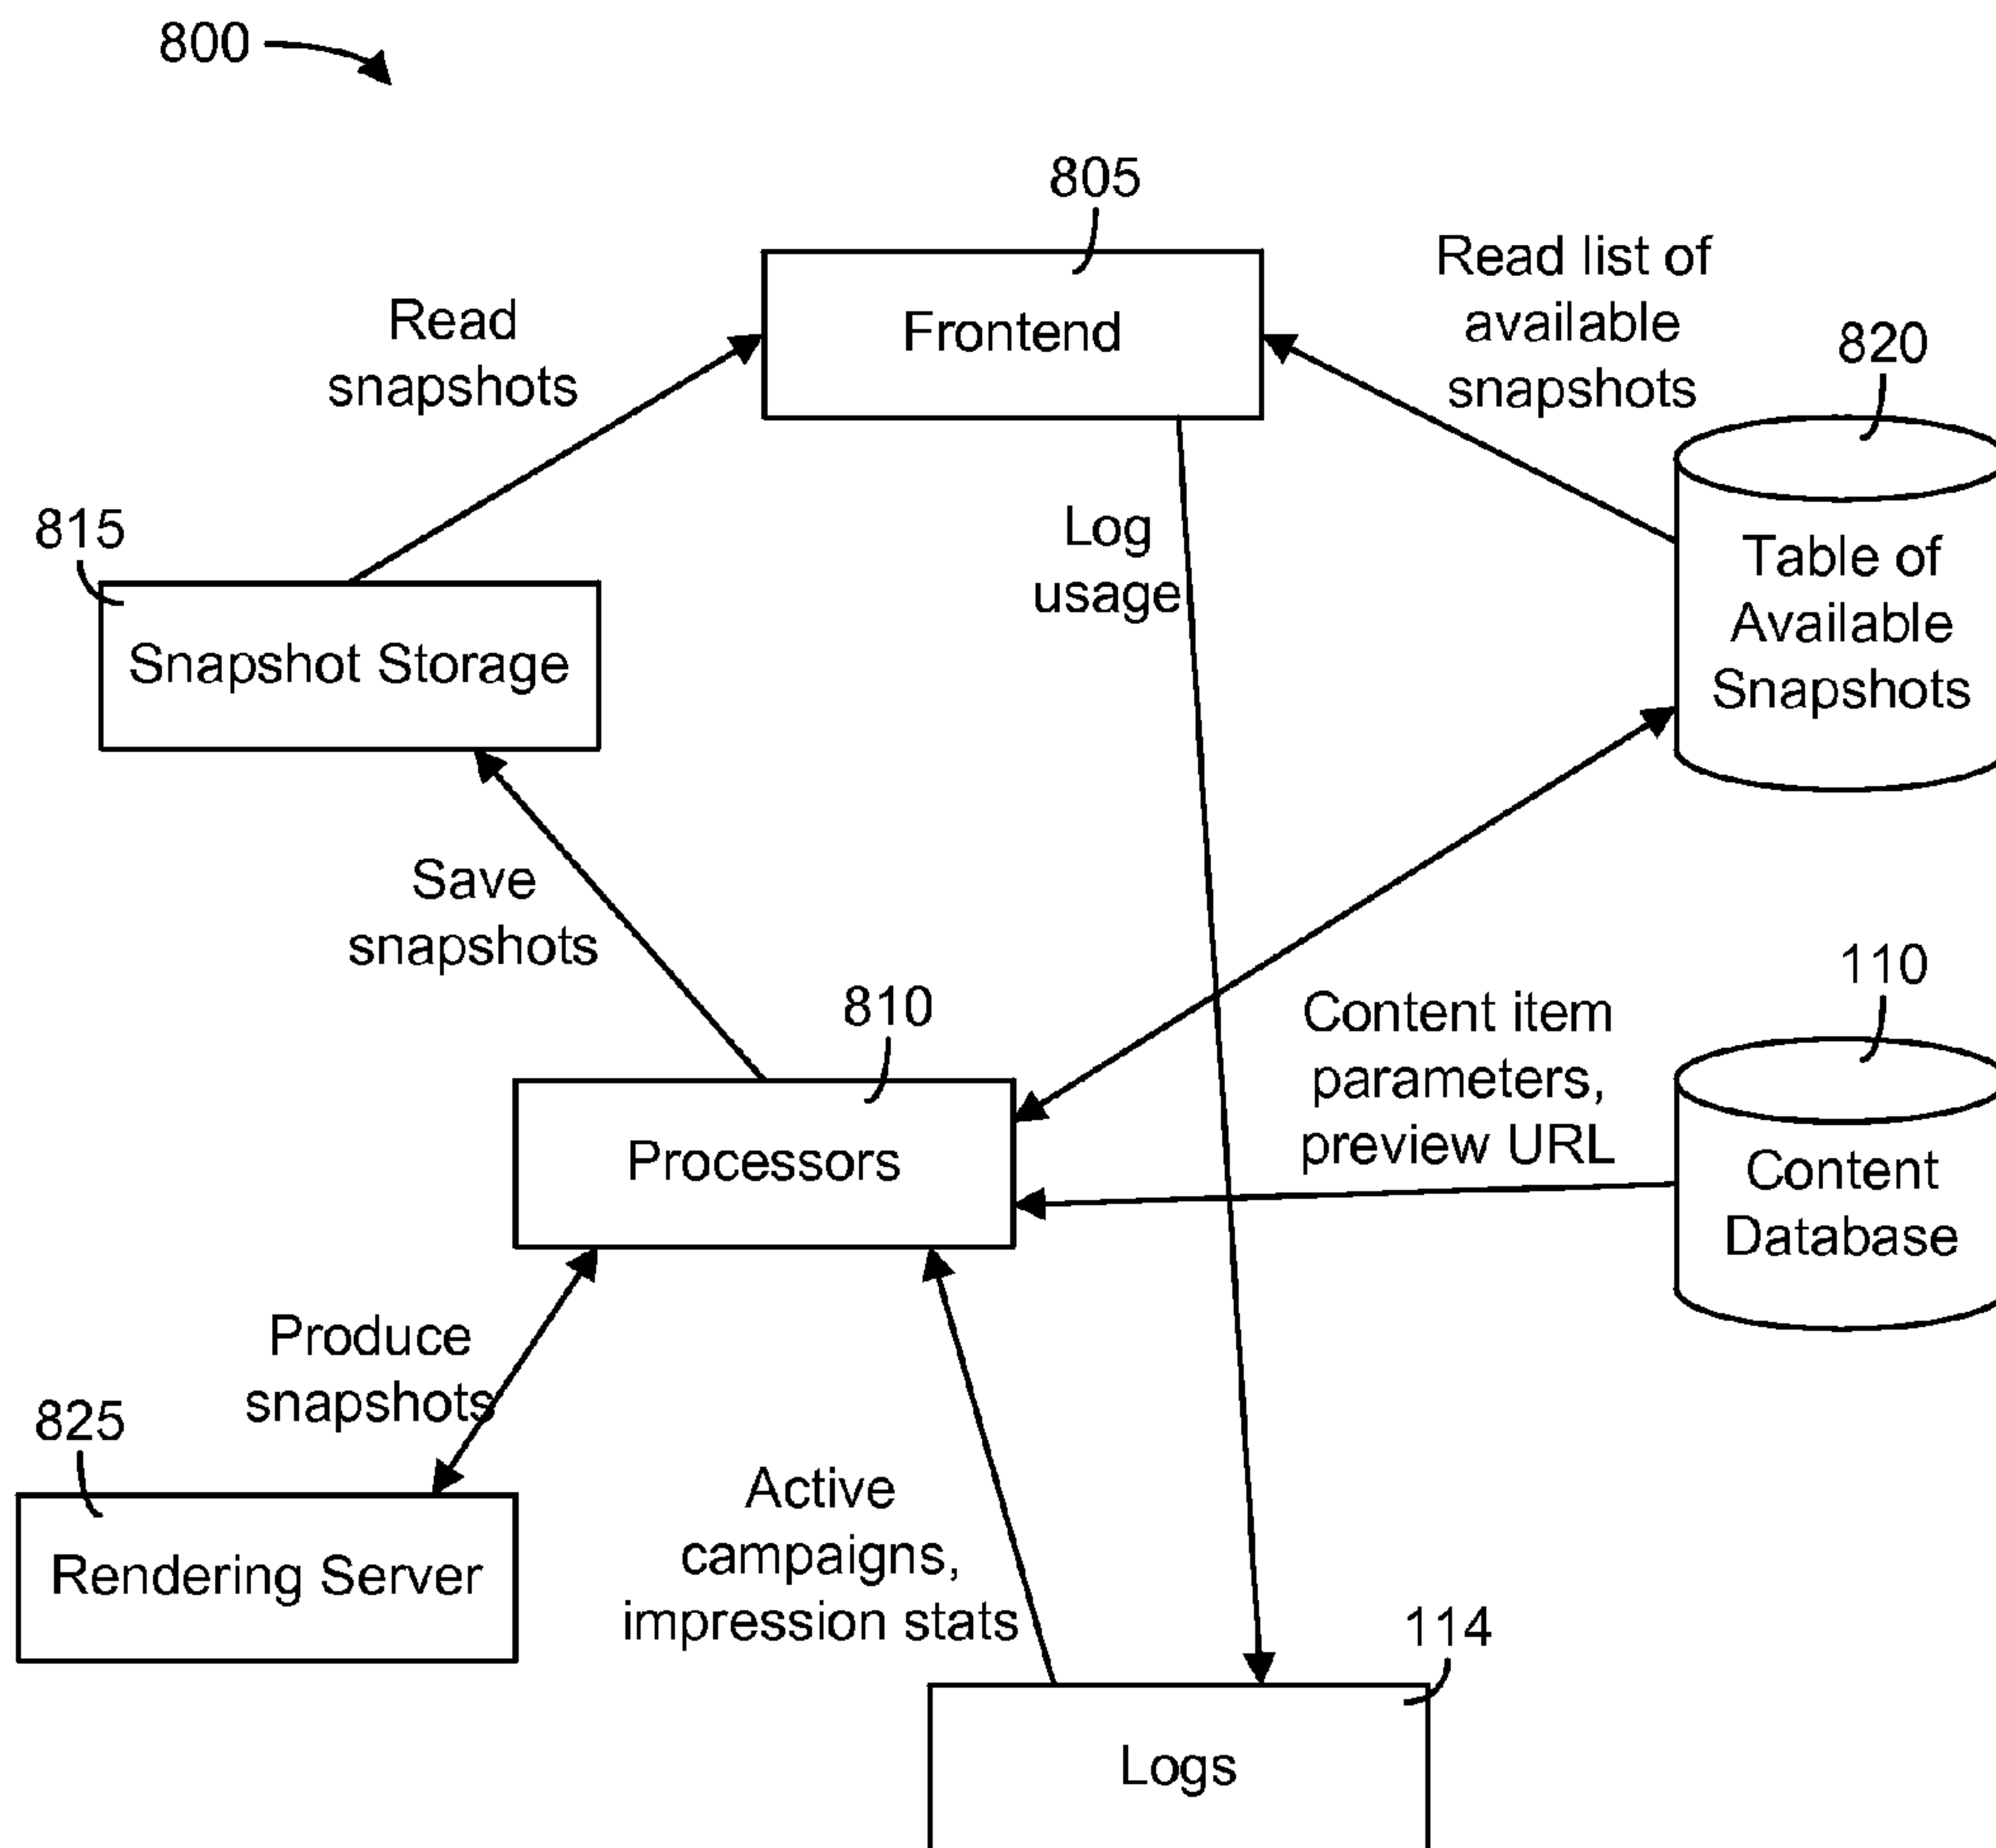 800
805
Frontend
Read
snapshots
Read list of
available
snapshots
820
Table of
Available
Snapshots
815
Snapshot Storage
Log
usage
Save
snapshots
810
Processors
Content item
parameters,
preview URL
110
Content
Database
Produce
snapshots
825
Rendering Server
Active
campaigns,
impression stats
114
Logs